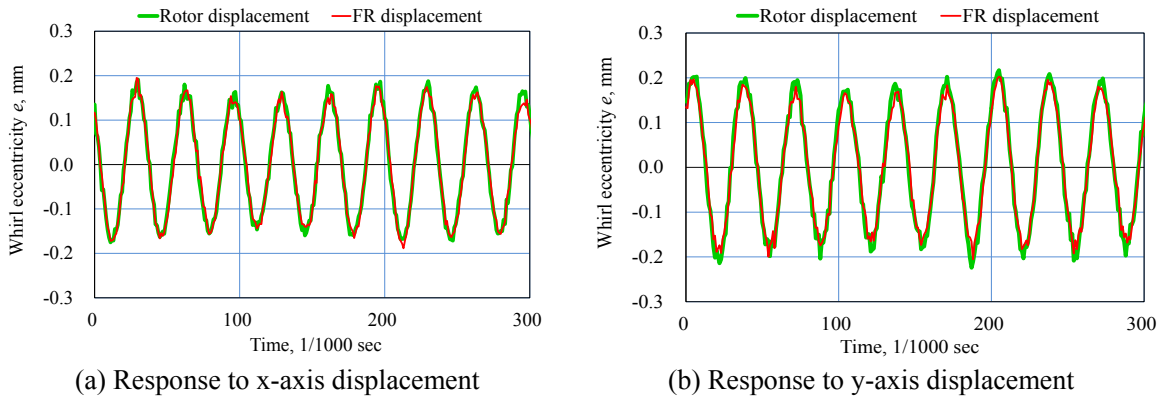 Rotor displacement FR displacement
0.3
0.2
0.1
0.0
-0.1
-0.2
-0.3
Whirl eccentricity e, mm
0 100 200 300
Time, 1/1000 sec
(a) Response to x-axis displacement
Rotor displacement FR displacement
0.3
0.2
0.1
0.0
-0.1
-0.2
-0.3
Whirl eccentricity e, mm
0 100 200 300
Time, 1/1000 sec
(b) Response to y-axis displacement